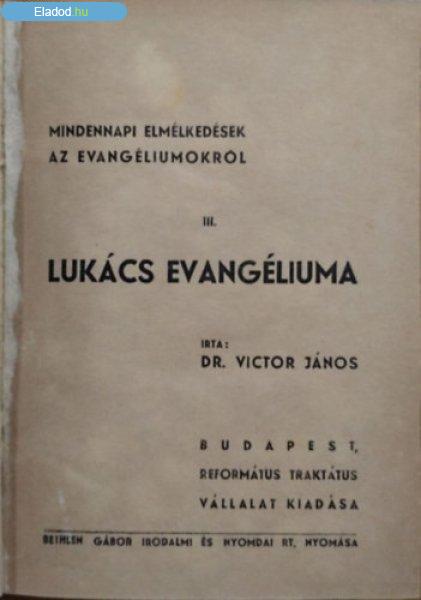 Eladod.hu
MINDENNAPI ELMÉLKEDÉSEK
AZ EVANGÉLIUMOKRÓL
III.
LUKÁCS EVANGÉLIUMA
IRTA:
DR. VICTOR JÁNOS
BUDAPEST,
REFORMÁTUS TRAKTÁTUS
VÁLLALAT KIADÁSA
BETHLEN GÁBOR IRODALMI ÉS NYOMDAI RT, NYOMÁSA